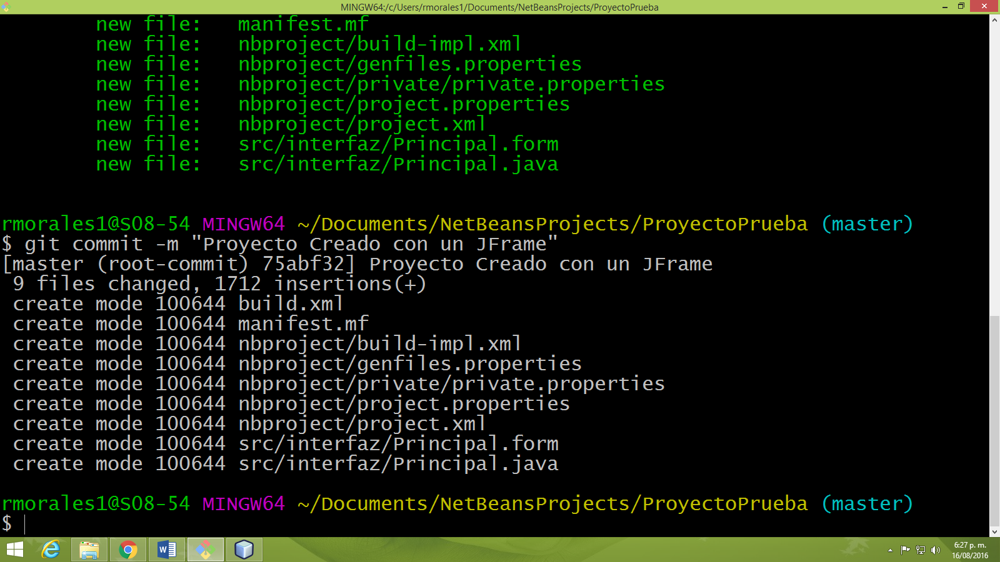 MINGW64:/c/Users/rmorales1/Documents/NetBeansProjects/ProyectoPrueba
new file:   manifest.mf
new file:   nbproject/build-impl.xml
new file:   nbproject/genfiles.properties
new file:   nbproject/private/private.properties
new file:   nbproject/project.properties
new file:   nbproject/project.xml
new file:   src/interfaz/Principal.form
new file:   src/interfaz/Principal.java
rmorales1@S08-54 MINGW64 ~/Documents/NetBeansProjects/ProyectoPrueba (master)
$ git commit -m "Proyecto Creado con un JFrame"
[master (root-commit) 75abf32] Proyecto Creado con un JFrame
9 files changed, 1712 insertions(+)
create mode 100644 build.xml
create mode 100644 manifest.mf
create mode 100644 nbproject/build-impl.xml
create mode 100644 nbproject/genfiles.properties
create mode 100644 nbproject/private/private.properties
create mode 100644 nbproject/project.properties
create mode 100644 nbproject/project.xml
create mode 100644 src/interfaz/Principal.form
create mode 100644 src/interfaz/Principal.java
rmorales1@S08-54 MINGW64 ~/Documents/NetBeansProjects/ProyectoPrueba (master)
$
6:27 p. m.
16/08/2016